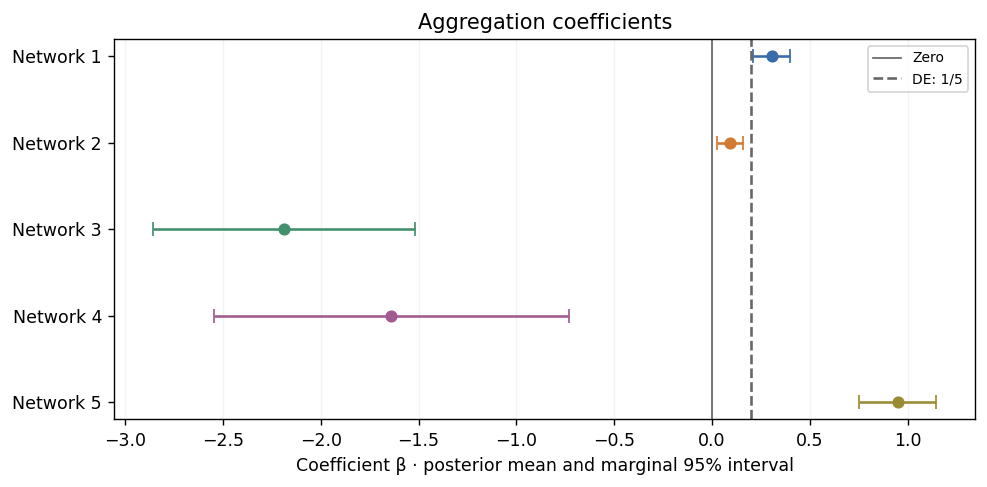 Aggregation coefficients
Network 1
Network 2
Network 3
Network 4
Network 5
Zero
DE: 1/5
−3.0 −2.5 −2.0 −1.5 −1.0 −0.5 0.0 0.5 1.0
Coefficient β · posterior mean and marginal 95% interval